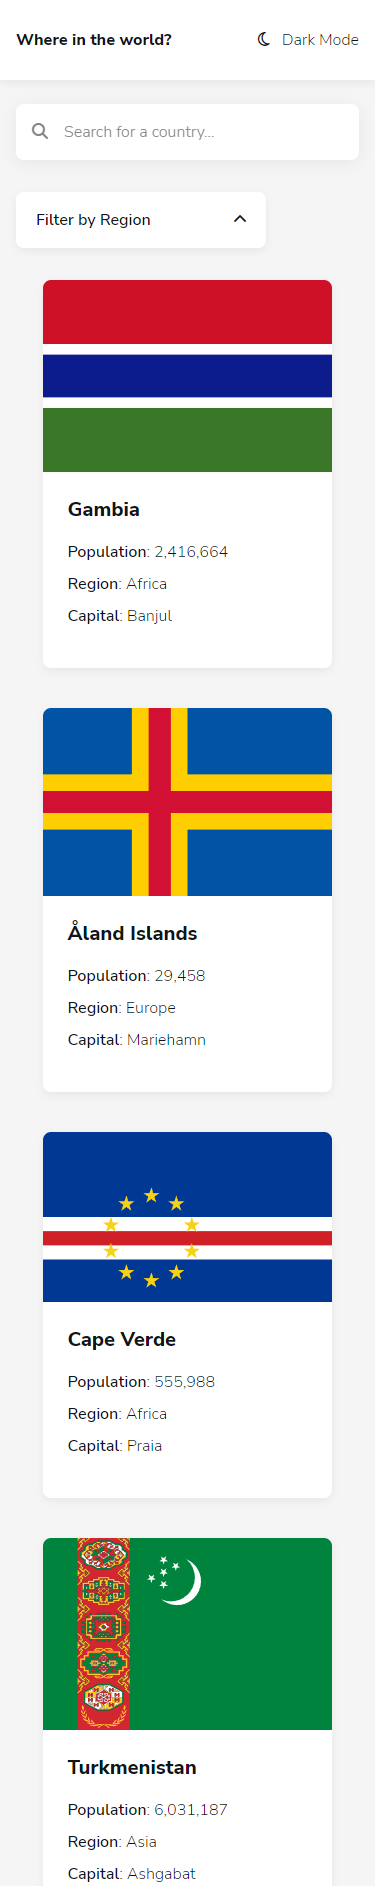 Where in the world?
Dark Mode
Search for a country...
Filter by Region
Gambia
Population: 2,416,664
Region: Africa
Capital: Banjul
Åland Islands
Population: 29,458
Region: Europe
Capital: Mariehamn
Cape Verde
Population: 555,988
Region: Africa
Capital: Praia
Turkmenistan
Population: 6,031,187
Region: Asia
Capital: Ashgabat